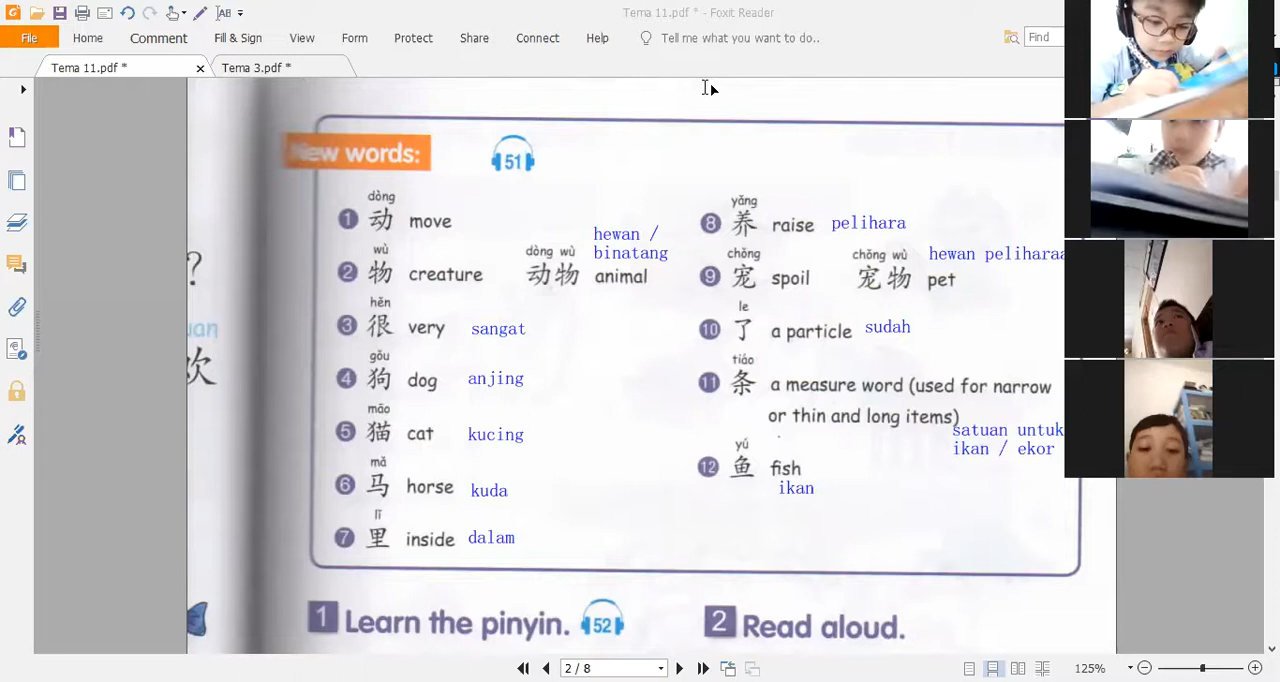 Tema 11.pdf * - Foxit Reader
File Home Comment Fill & Sign View Form Protect Share Connect Help Tell me what you want to do.. Find
Tema 11.pdf * Tema 3.pdf *
New words: 51
dòng
1 动 move
wù
2 物 creature
dòng wù
动物 animal
hewan /
binatang
hěn
3 很 very sangat
gǒu
4 狗 dog anjing
māo
5 猫 cat kucing
mǎ
6 马 horse kuda
lǐ
7 里 inside dalam
yǎng
8 养 raise pelihara
chǒng
9 宠 spoil
chǒng wù
宠物 pet
hewan peliharaa
le
10 了 a particle sudah
tiáo
11 条 a measure word (used for narrow
or thin and long items)
satuan untuk
ikan / ekor
yú
12 鱼 fish
ikan
?
uan
欢
1 Learn the pinyin. 52
2 Read aloud.
2 / 8
125%